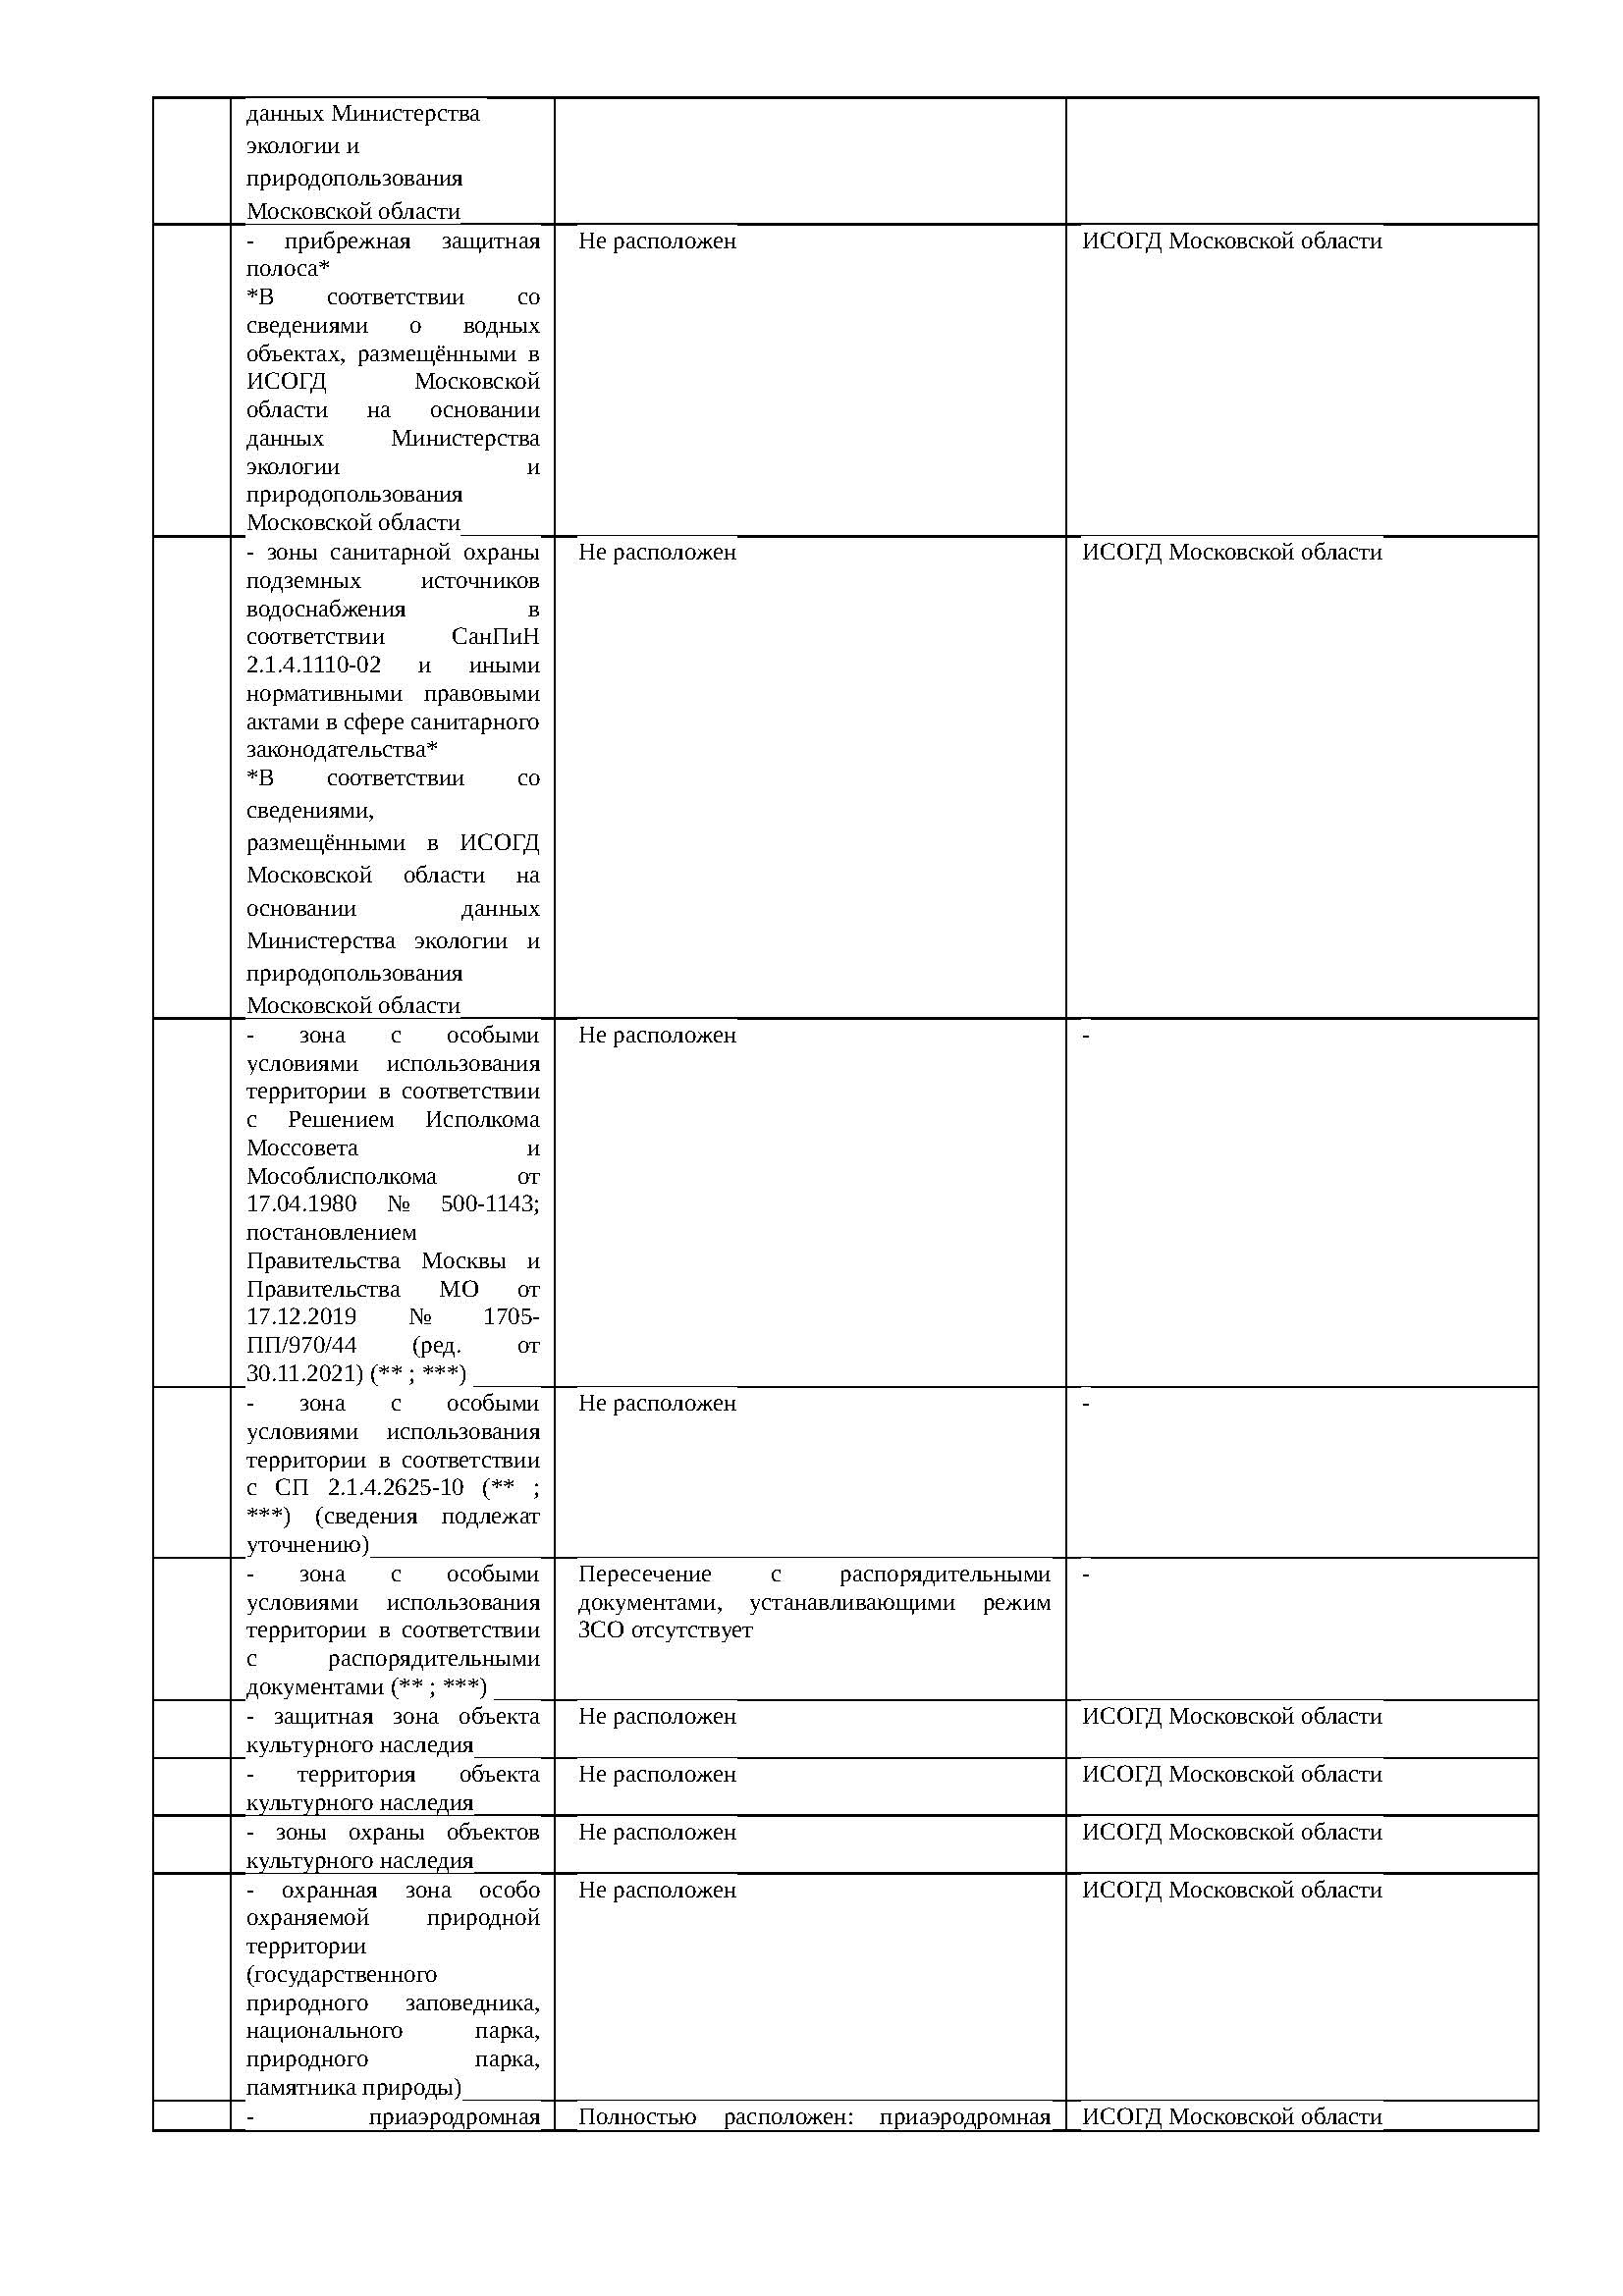 данных Министерства
экологии и
природопользования
Московской области
- прибрежная защитная
полоса*
*В соответствии со
сведениями о водных
объектах, размещёнными в
ИСОГД Московской
области на основании
данных Министерства
экологии и
природопользования
Московской области
Не расположен
ИСОГД Московской области
- зоны санитарной охраны
подземных источников
водоснабжения в
соответствии СанПиН
2.1.4.1110-02 и иными
нормативными правовыми
актами в сфере санитарного
законодательства*
*В соответствии со
сведениями,
размещёнными в ИСОГД
Московской области на
основании данных
Министерства экологии и
природопользования
Московской области
Не расположен
ИСОГД Московской области
- зона с особыми
условиями использования
территории в соответствии
с Решением Исполкома
Моссовета и
Мособлисполкома от
17.04.1980 № 500-1143;
постановлением
Правительства Москвы и
Правительства МО от
17.12.2019 № 1705-
ПП/970/44 (ред. от
30.11.2021) (** ; ***)
Не расположен
-
- зона с особыми
условиями использования
территории в соответствии
с СП 2.1.4.2625-10 (** ;
***) (сведения подлежат
уточнению)
Не расположен
-
- зона с особыми
условиями использования
территории в соответствии
с распорядительными
документами (** ; ***)
Пересечение с распорядительными
документами, устанавливающими режим
ЗСО отсутствует
-
- защитная зона объекта
культурного наследия
Не расположен
ИСОГД Московской области
- территория объекта
культурного наследия
Не расположен
ИСОГД Московской области
- зоны охраны объектов
культурного наследия
Не расположен
ИСОГД Московской области
- охранная зона особо
охраняемой природной
территории
(государственного
природного заповедника,
национального парка,
природного парка,
памятника природы)
Не расположен
ИСОГД Московской области
- приаэродромная
Полностью расположен: приаэродромная
ИСОГД Московской области